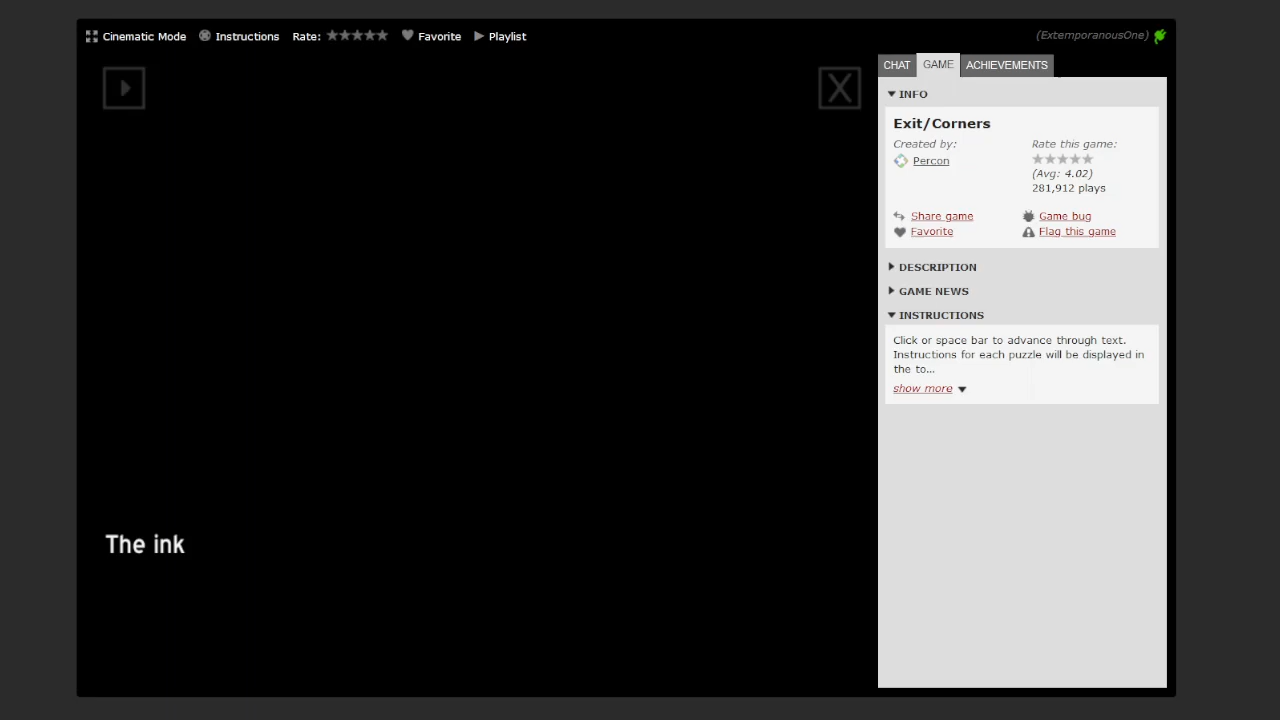 Cinematic Mode Instructions Rate: Favorite Playlist (ExtemporanousOne)
CHAT GAME ACHIEVEMENTS
X
INFO
Exit/Corners
Created by: Rate this game:
Percon
(Avg: 4.02)
281,912 plays
Share game Game bug
Favorite Flag this game
DESCRIPTION
GAME NEWS
INSTRUCTIONS
Click or space bar to advance through text.
Instructions for each puzzle will be displayed in
the to...
show more
The ink